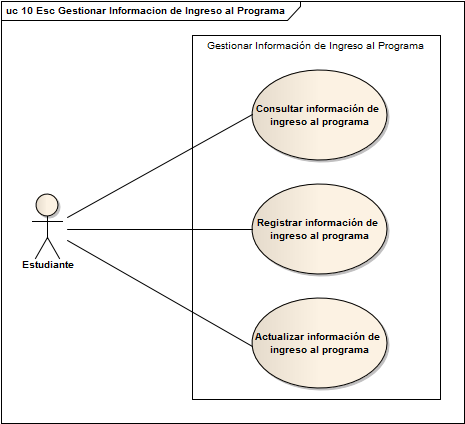 uc 10 Esc Gestionar Informacion de Ingreso al Programa
Gestionar Información de Ingreso al Programa
Consultar información de
ingreso al programa
Registrar información de
ingreso al programa
Estudiante
Actualizar información de
ingreso al programa